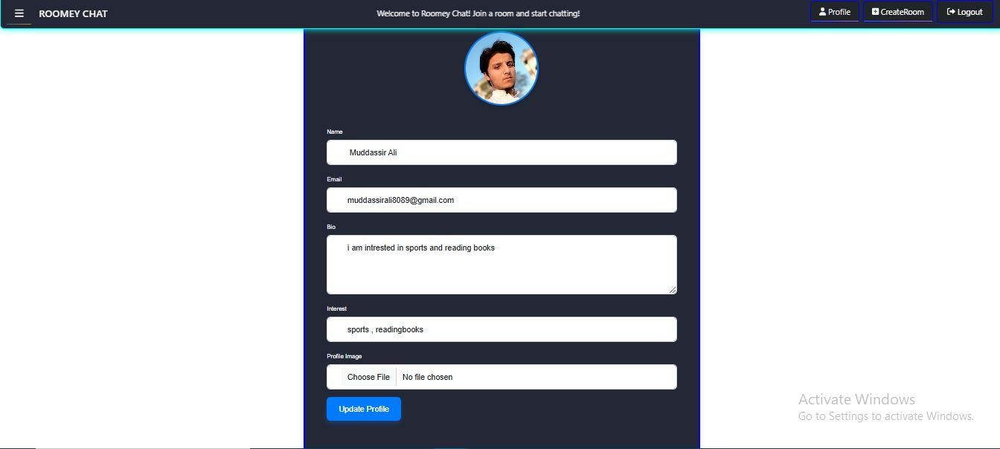 ROOMEY CHAT
Welcome to Roomey Chat! Join a room and start chatting!
Profile
CreateRoom
Logout
Name
Muddassir Ali
Email
muddassirali8089@gmail.com
Bio
i am intrested in sports and reading books
Interest
sports , readingbooks
Profile Image
Choose File No file chosen
Update Profile
Activate Windows
Go to Settings to activate Windows.